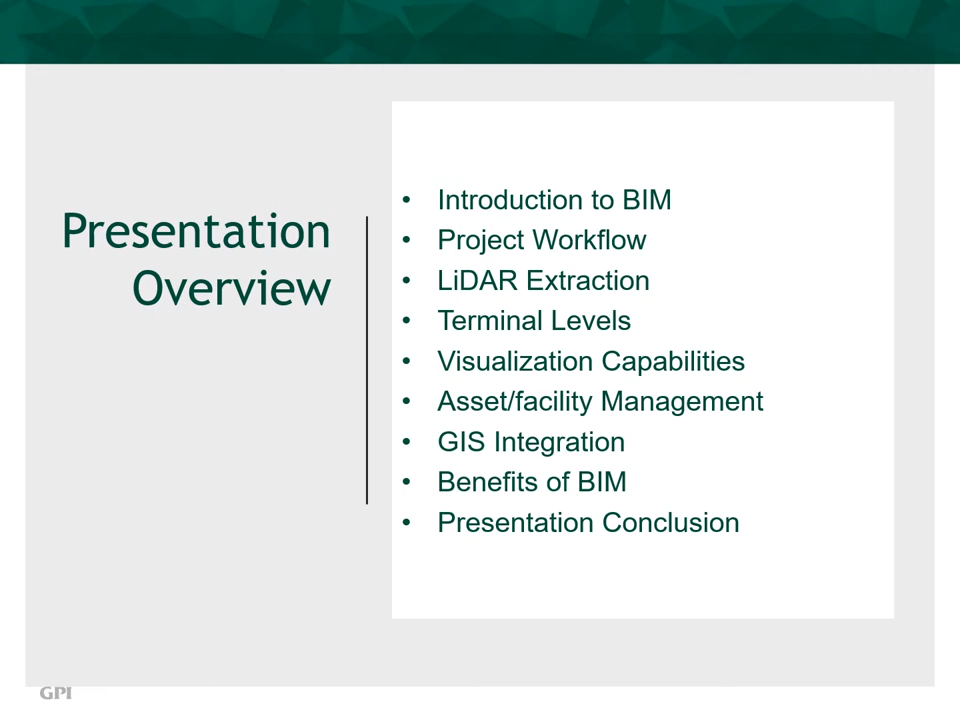 Presentation
Overview
• Introduction to BIM
• Project Workflow
• LiDAR Extraction
• Terminal Levels
• Visualization Capabilities
• Asset/facility Management
• GIS Integration
• Benefits of BIM
• Presentation Conclusion
GPI